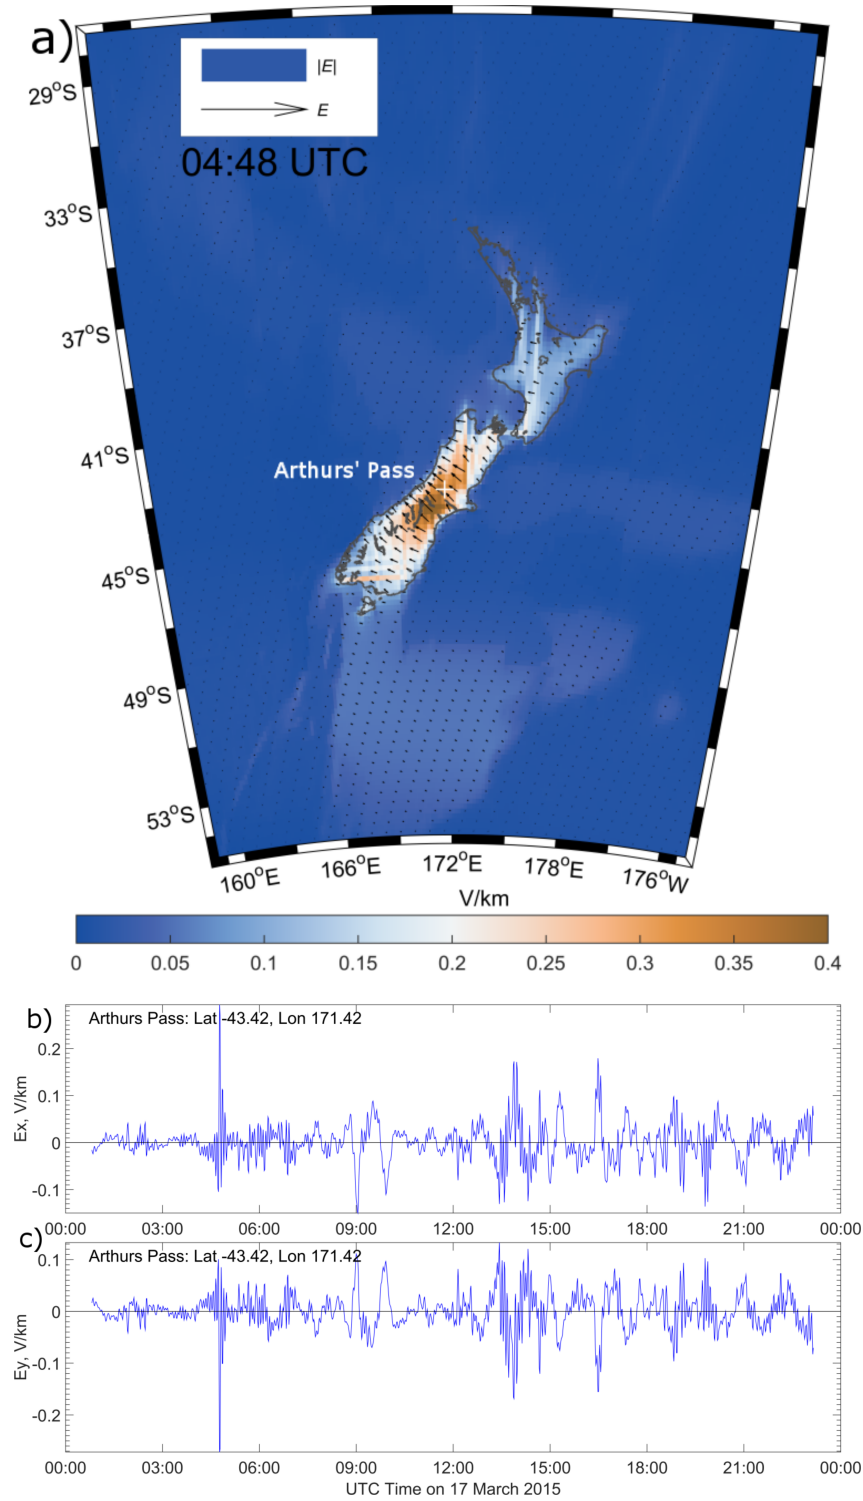 a)
|E|
E
04:48 UTC
29°S
33°S
37°S
41°S
45°S
49°S
53°S
Arthurs' Pass
160°E 166°E 172°E 178°E 176°W
V/km
0 0.05 0.1 0.15 0.2 0.25 0.3 0.35 0.4
b)
Arthurs Pass: Lat -43.42, Lon 171.42
Ex, V/km
0.2
0.1
0
-0.1
00:00 03:00 06:00 09:00 12:00 15:00 18:00 21:00 00:00
c)
Arthurs Pass: Lat -43.42, Lon 171.42
Ey, V/km
0.1
0
-0.1
-0.2
00:00 03:00 06:00 09:00 12:00 15:00 18:00 21:00 00:00
UTC Time on 17 March 2015